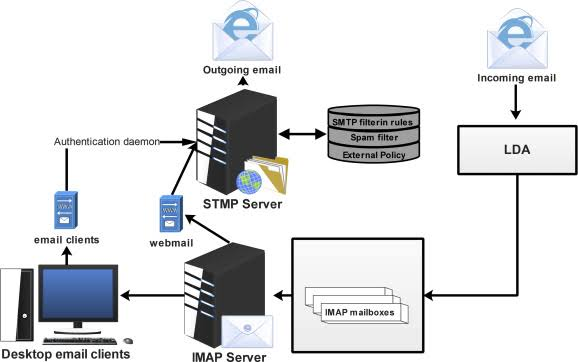 Outgoing email
Incoming email
SMTP filterin rules
Spam filter
External Policy
Authentication daemon
LDA
STMP Server
email clients
webmail
IMAP mailboxes
Desktop email clients
IMAP Server